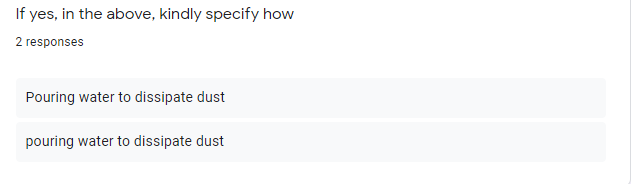 If yes, in the above, kindly specify how
2 responses
Pouring water to dissipate dust
pouring water to dissipate dust